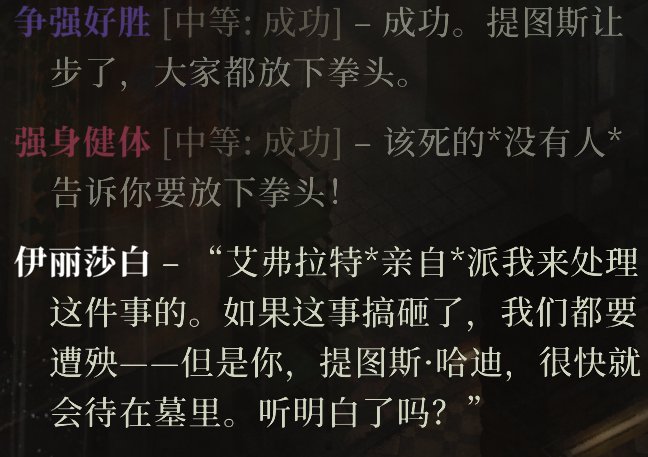 争强好胜 [中等: 成功] – 成功。提图斯让
步了，大家都放下拳头。
强身健体 [中等: 成功] – 该死的*没有人*
告诉你要放下拳头！
伊丽莎白 – “艾弗拉特*亲自*派我来处理
这件事的。如果这事搞砸了，我们都要
遭殃——但是你，提图斯·哈迪，很快就
会待在墓里。听明白了吗？”